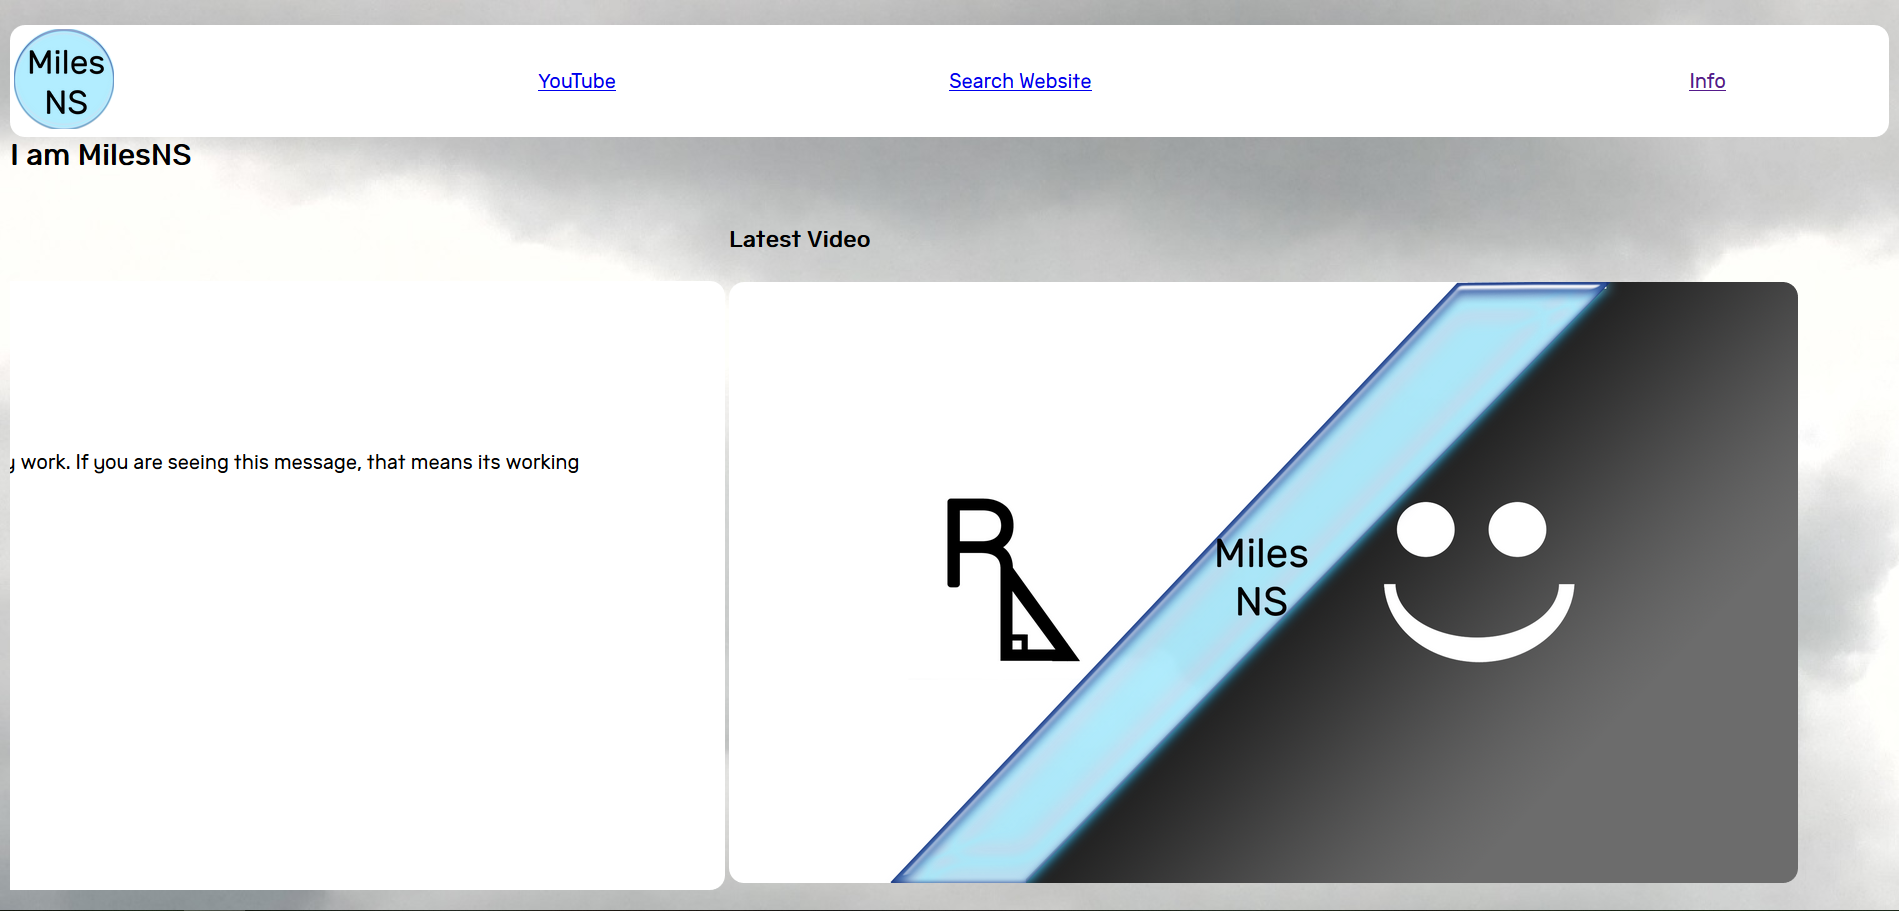 Miles
NS
YouTube
Search Website
Info
I am MilesNS
Latest Video
y work. If you are seeing this message, that means its working
R
Miles
NS